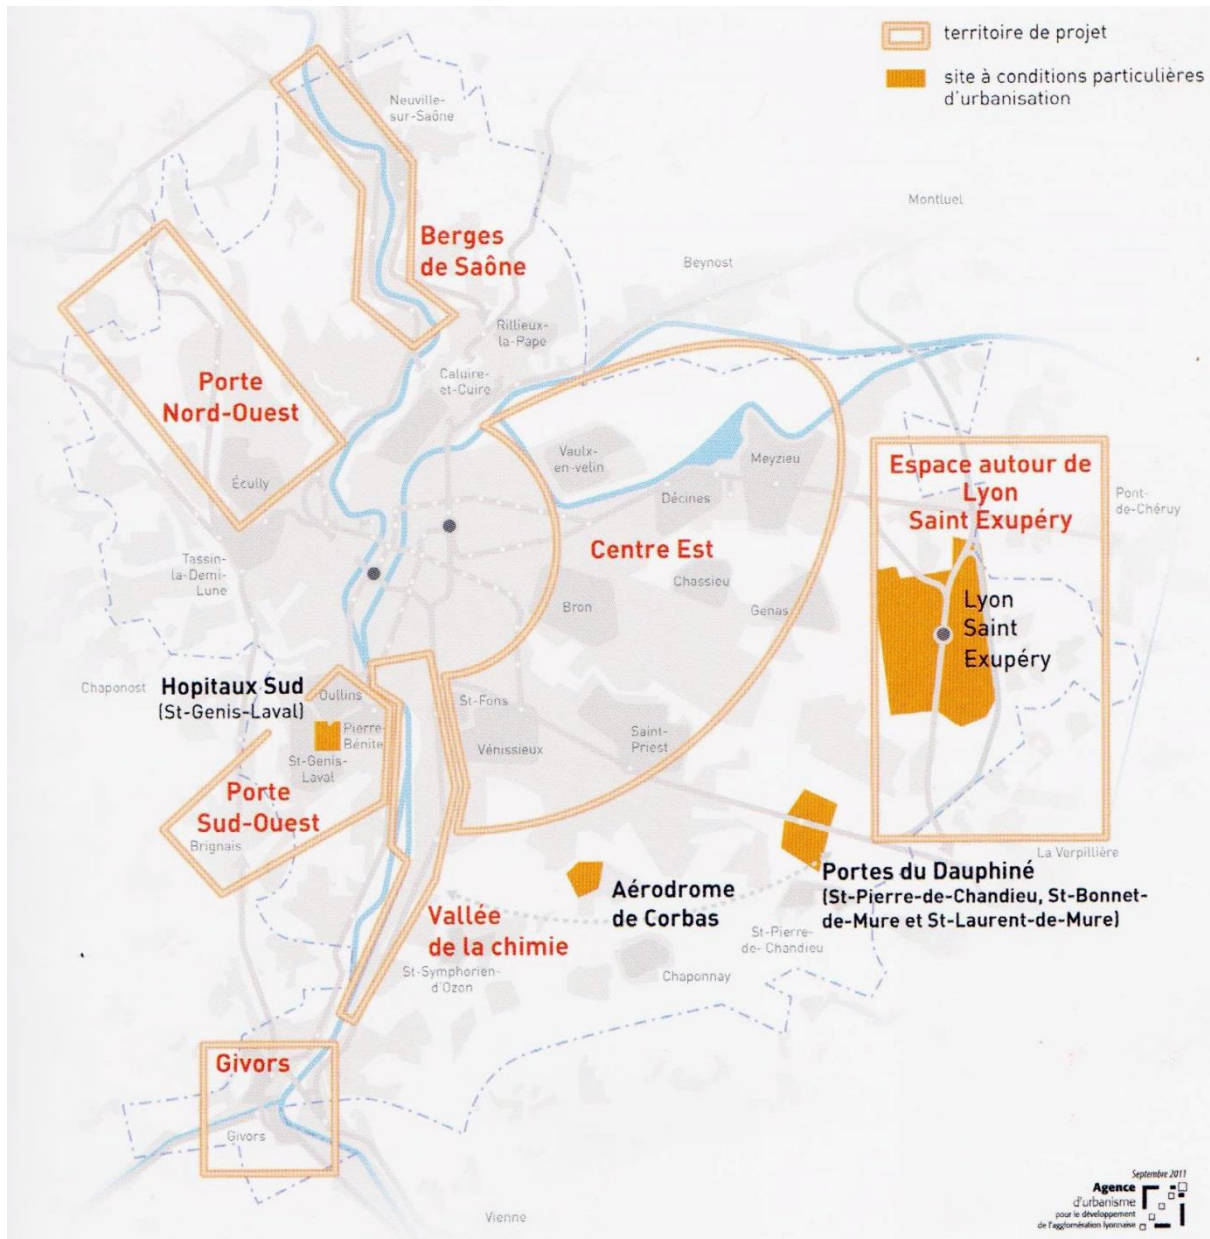 territoire de projet
site à conditions particulières
d'urbanisation
Neuville-
sur-Saône
Montluel
Berges
de Saône
Beynost
Rillieux-
la-Pape
Porte
Nord-Ouest
Caluire-
et-Cuire
Vaulx-
en-velin
Meyzieu
Espace autour de
Lyon
Saint Exupéry
Écully
Décines
Pont-
de-Chéruy
Centre Est
Tassin-
la-Demi-
Lune
Chassieu
Bron
Genas
Lyon
Saint
Exupéry
Chaponost
Hopitaux Sud
(St-Genis-Laval)
Oullins
St-Fons
Pierre-
Bénite
Saint-
Priest
Vénissieux
St-Genis-
Laval
Porte
Sud-Ouest
Brignais
La Verpillière
Portes du Dauphiné
(St-Pierre-de-Chandieu, St-Bonnet-
de-Mure et St-Laurent-de-Mure)
Aérodrome
de Corbas
Vallée
de la chimie
St-Pierre-
de- Chandieu
St-Symphorien-
d'Ozon
Chaponnay
Givors
Givors
Vienne
Septembre 2011
Agence
d'urbanisme
pour le développement
de l'agglomération lyonnaise